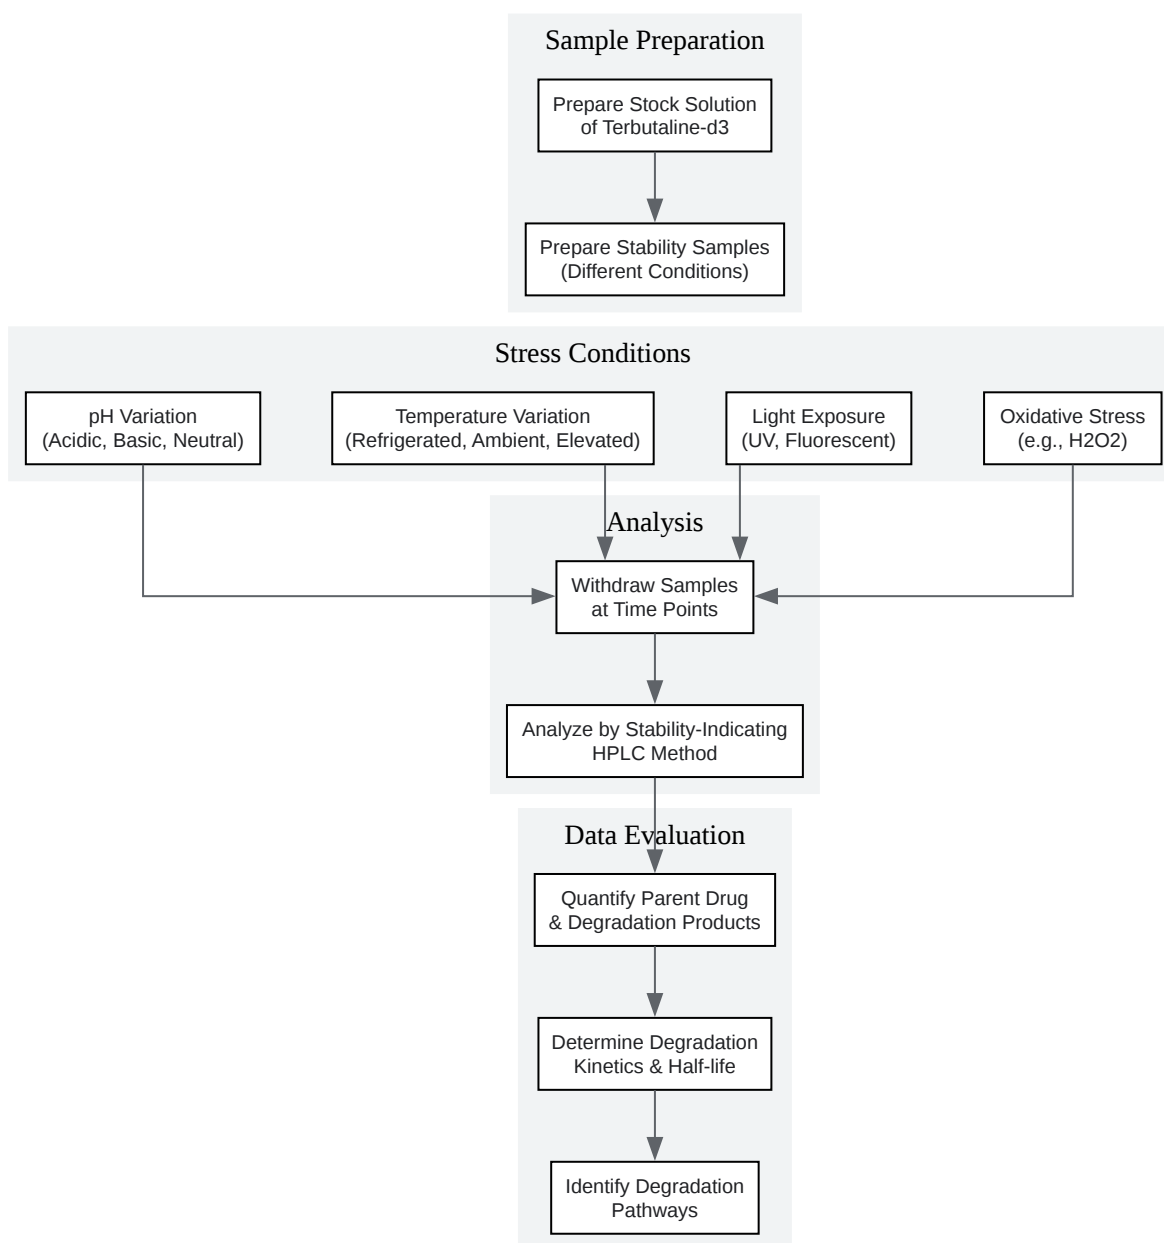 Sample Preparation
Prepare Stock Solution
of Terbutaline-d3
Prepare Stability Samples
(Different Conditions)
Stress Conditions
pH Variation
(Acidic, Basic, Neutral)
Temperature Variation
(Refrigerated, Ambient, Elevated)
Light Exposure
(UV, Fluorescent)
Oxidative Stress
(e.g., H2O2)
Analysis
Withdraw Samples
at Time Points
Analyze by Stability-Indicating
HPLC Method
Data Evaluation
Quantify Parent Drug
& Degradation Products
Determine Degradation
Kinetics & Half-life
Identify Degradation
Pathways